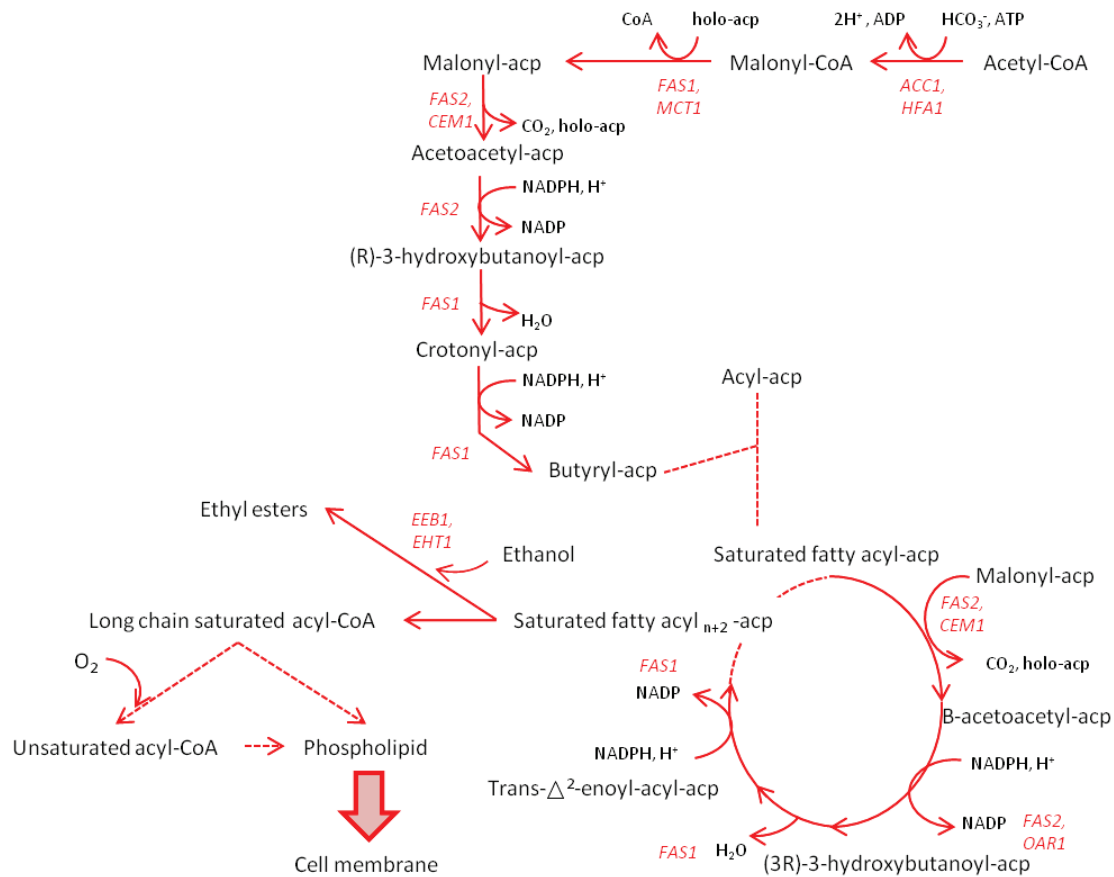 CoA holo-acp 2H⁺, ADP HCO₃⁻, ATP
Malonyl-acp Malonyl-CoA Acetyl-CoA
FAS1,
MCT1
ACC1,
HFA1
FAS2,
CEM1
CO₂, holo-acp
Acetoacetyl-acp
NADPH, H⁺
FAS2
NADP
(R)-3-hydroxybutanoyl-acp
FAS1
H₂O
Crotonyl-acp
NADPH, H⁺
Acyl-acp
NADP
FAS1
Butyryl-acp
Ethyl esters
EEB1,
EHT1
Ethanol
Saturated fatty acyl-acp
Malonyl-acp
FAS2,
CEM1
Long chain saturated acyl-CoA
Saturated fatty acyl n+2 -acp
O₂
FAS1
CO₂, holo-acp
NADP
B-acetoacetyl-acp
Unsaturated acyl-CoA
Phospholipid
NADPH, H⁺
NADPH, H⁺
Trans-△²-enoyl-acyl-acp
NADP
FAS2,
OAR1
FAS1
H₂O
(3R)-3-hydroxybutanoyl-acp
Cell membrane